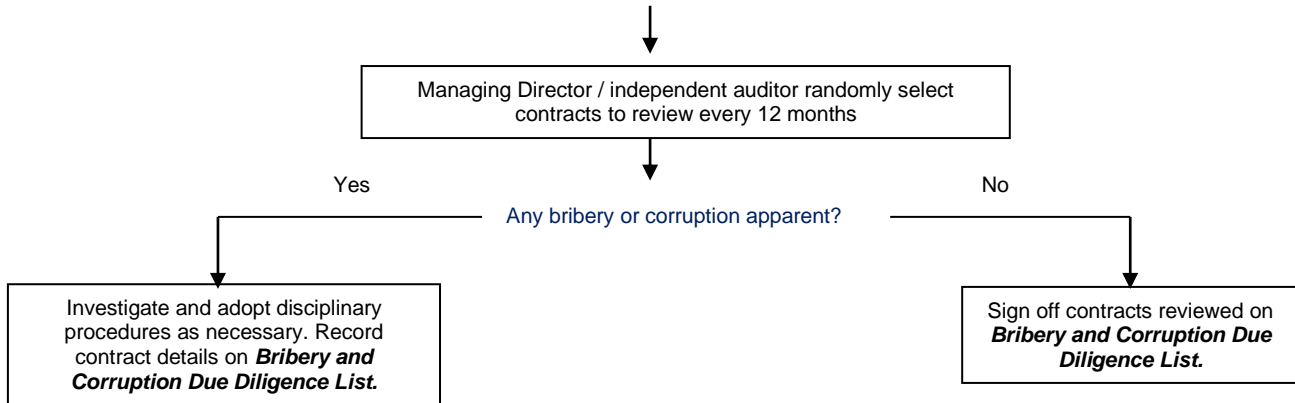 Managing Director / independent auditor randomly select
contracts to review every 12 months
Yes
No
Any bribery or corruption apparent?
Investigate and adopt disciplinary
procedures as necessary. Record
contract details on Bribery and
Corruption Due Diligence List.
Sign off contracts reviewed on
Bribery and Corruption Due
Diligence List.